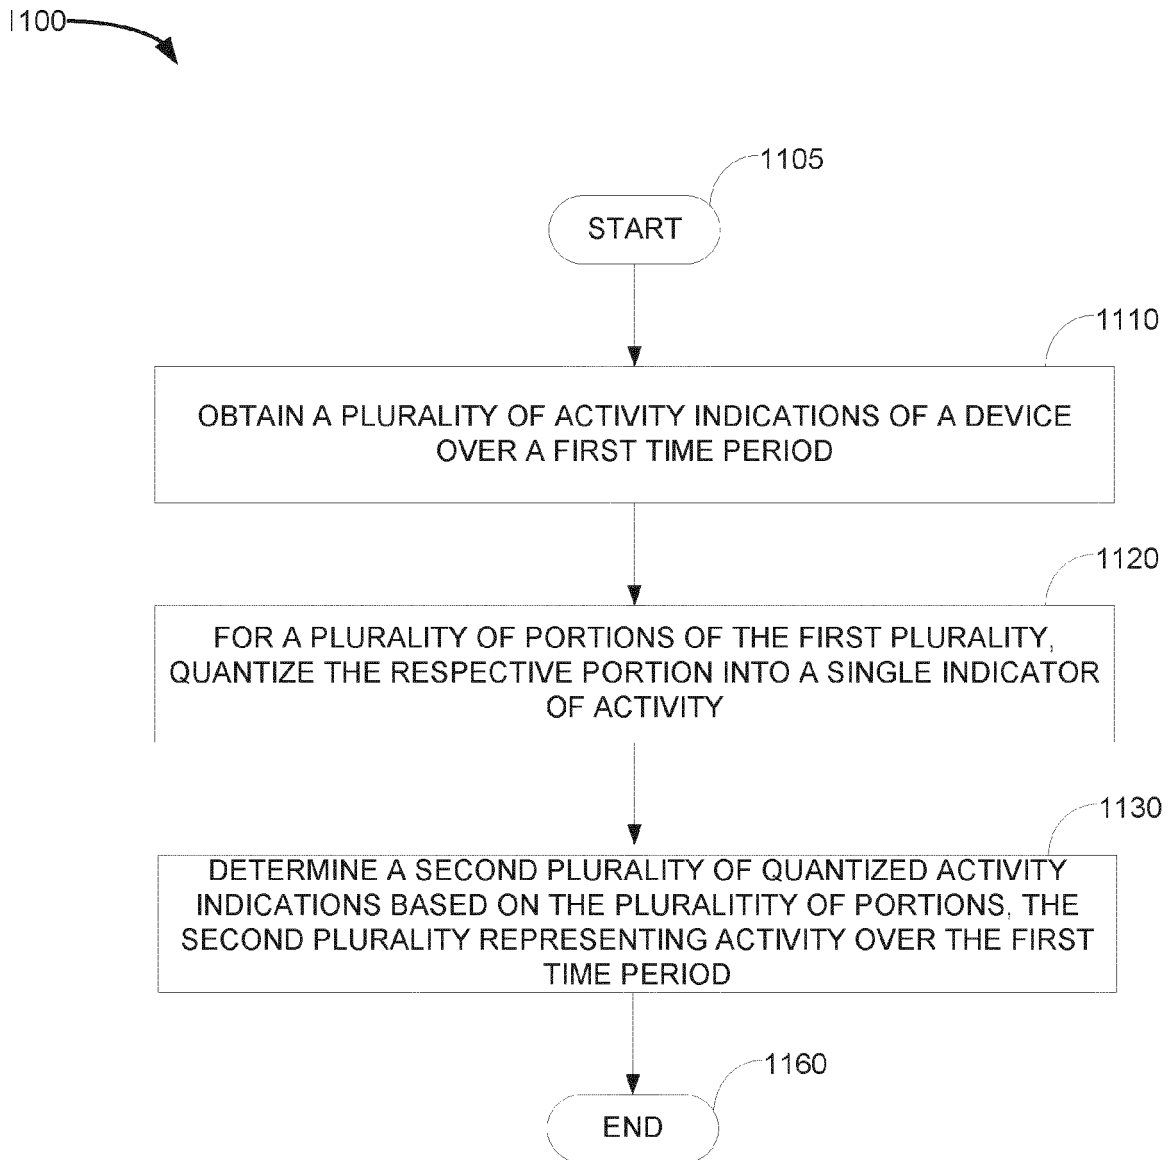 1100
1105
START
1110
OBTAIN A PLURALITY OF ACTIVITY INDICATIONS OF A DEVICE
OVER A FIRST TIME PERIOD
1120
FOR A PLURALITY OF PORTIONS OF THE FIRST PLURALITY,
QUANTIZE THE RESPECTIVE PORTION INTO A SINGLE INDICATOR
OF ACTIVITY
1130
DETERMINE A SECOND PLURALITY OF QUANTIZED ACTIVITY
INDICATIONS BASED ON THE PLURALITITY OF PORTIONS, THE
SECOND PLURALITY REPRESENTING ACTIVITY OVER THE FIRST
TIME PERIOD
1160
END